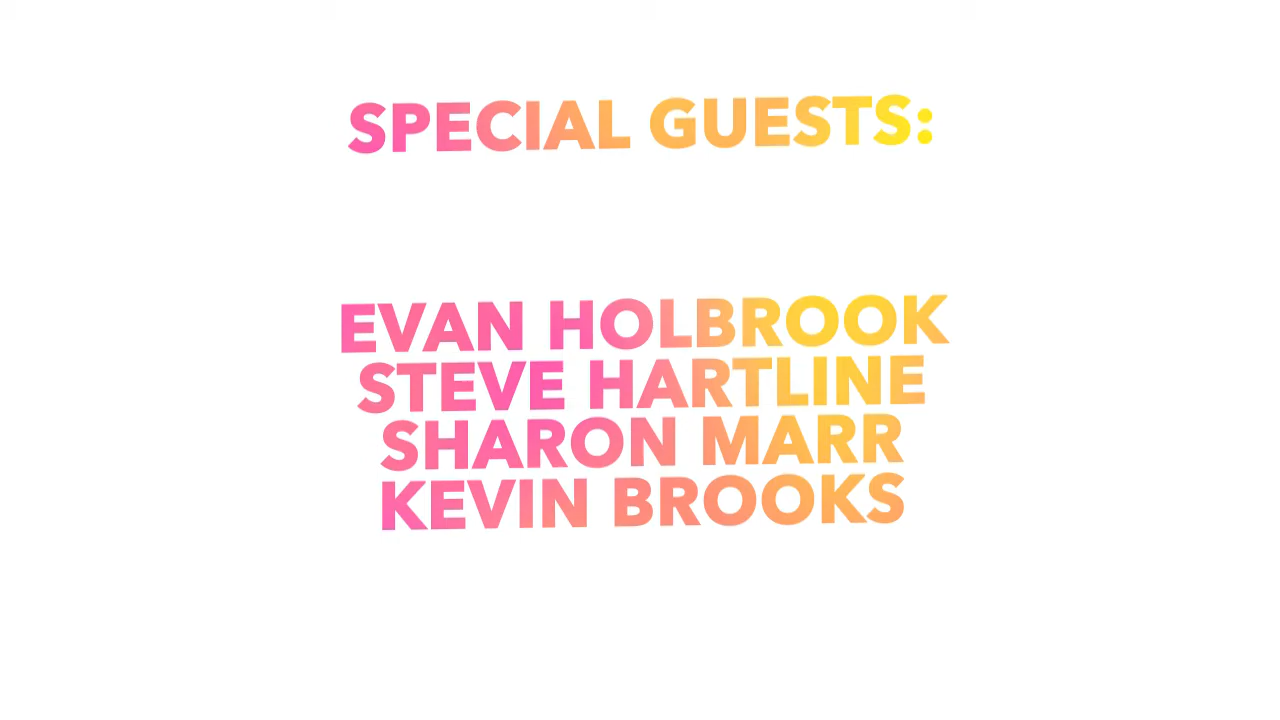 SPECIAL GUESTS:
EVAN HOLBROOK
STEVE HARTLINE
SHARON MARR
KEVIN BROOKS